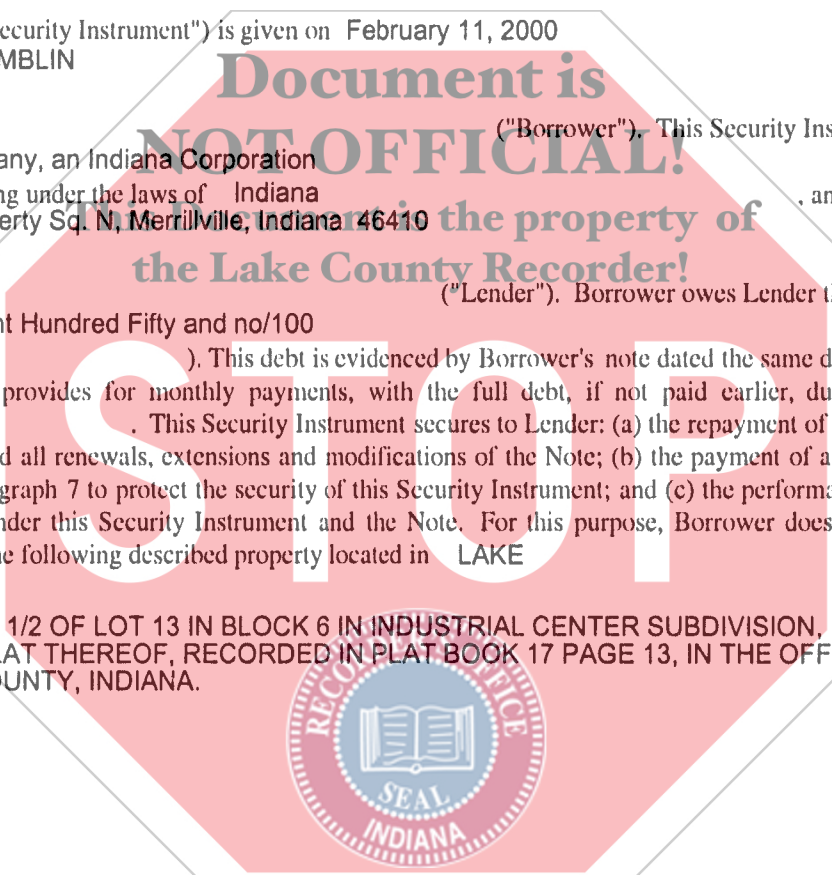 ecurity Instrument") is given on February 11, 2000
MBLIN
Document is
("Borrower"). This Security Ins
NOT OFFICIAL!
any, an Indiana Corporation
ng under the laws of Indiana , an
erty Sq. N, Merrillville, Indiana 46410
This Document is the property of
the Lake County Recorder!
("Lender"). Borrower owes Lender t
nt Hundred Fifty and no/100
). This debt is evidenced by Borrower's note dated the same d
provides for monthly payments, with the full debt, if not paid earlier, du
. This Security Instrument secures to Lender: (a) the repayment of
d all renewals, extensions and modifications of the Note; (b) the payment of a
graph 7 to protect the security of this Security Instrument; and (c) the performa
nder this Security Instrument and the Note. For this purpose, Borrower does
e following described property located in LAKE
STOP
1/2 OF LOT 13 IN BLOCK 6 IN INDUSTRIAL CENTER SUBDIVISION,
LAT THEREOF, RECORDED IN PLAT BOOK 17 PAGE 13, IN THE OFF
OUNTY, INDIANA.
RECORDER'S OFFICE
SEAL
INDIANA